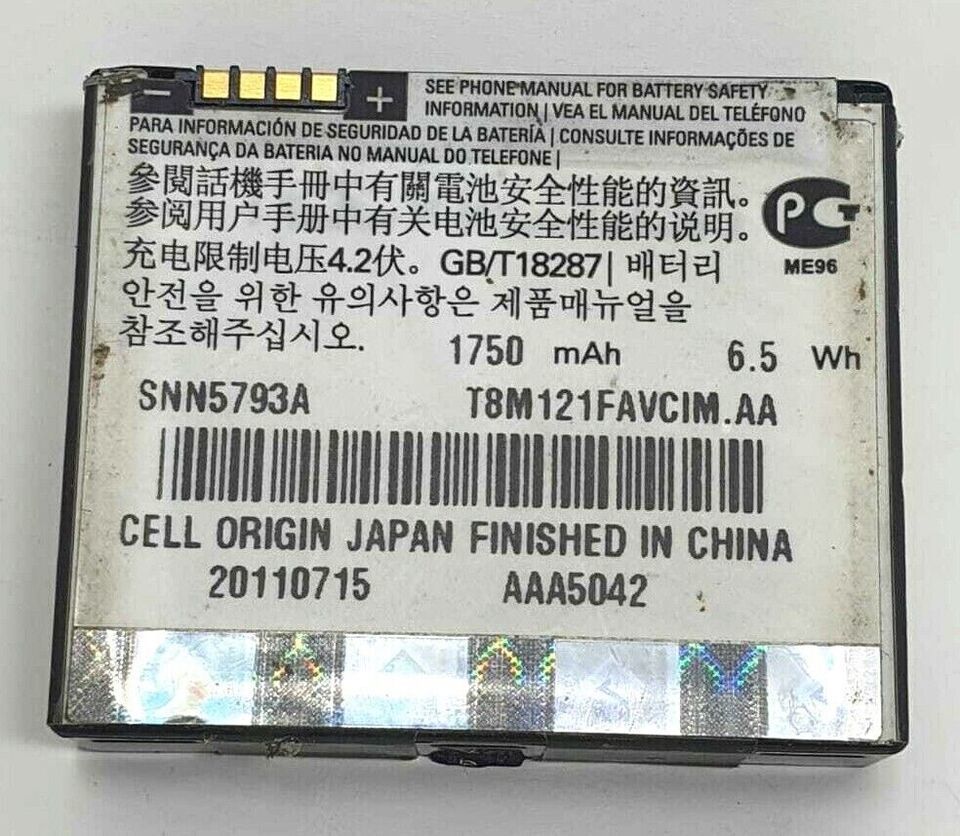 SEE PHONE MANUAL FOR BATTERY SAFETY
INFORMATION | VEA EL MANUAL DEL TELÉFONO
PARA INFORMACIÓN DE SEGURIDAD DE LA BATERÍA | CONSULTE INFORMAÇÕES DE
SEGURANÇA DA BATERIA NO MANUAL DO TELEFONE |
參閱話機手冊中有關電池安全性能的資訊。
参阅用户手册中有关电池安全性能的说明。
充电限制电压4.2伏。GB/T18287| 배터리
안전을 위한 유의사항은 제품매뉴얼을
참조해주십시오.
PG
ME96
1750 mAh 6.5 Wh
SNN5793A T8M121FAVCIM.AA
CELL ORIGIN JAPAN FINISHED IN CHINA
20110715 AAA5042